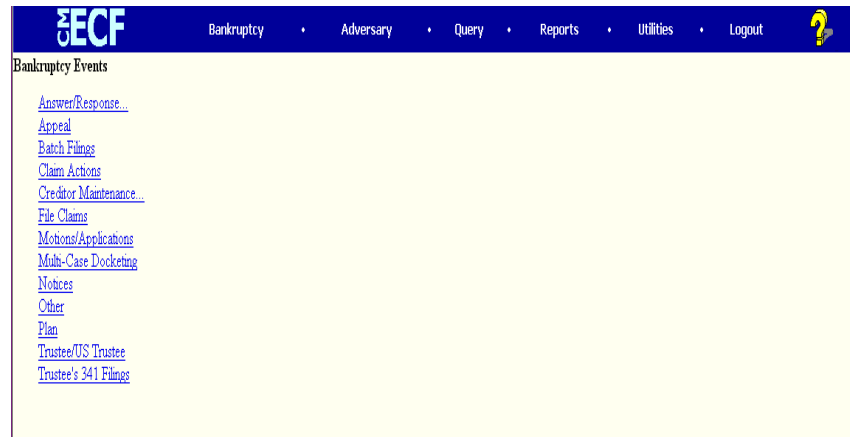 CM ECF Bankruptcy • Adversary • Query • Reports • Utilities • Logout ?
Bankruptcy Events
Answer/Response...
Appeal
Batch Filings
Claim Actions
Creditor Maintenance...
File Claims
Motions/Applications
Multi-Case Docketing
Notices
Other
Plan
Trustee/US Trustee
Trustee's 341 Filings